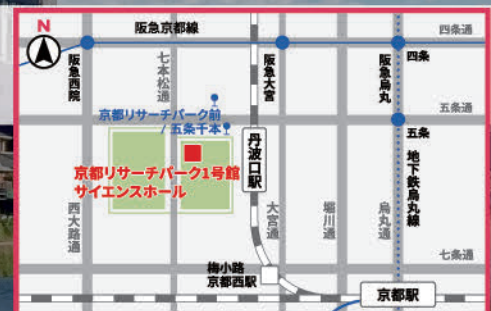 N
阪急京都線
四条通
阪急西院
七本松通
阪急大宮
阪急烏丸
四条
京都リサーチパーク前
/ 五条千本
五条通
五条
丹波口駅
京都リサーチパーク1号館
サイエンスホール
西大路通
大宮通
堀川通
烏丸通
地下鉄烏丸線
七条通
梅小路
京都西駅
京都駅